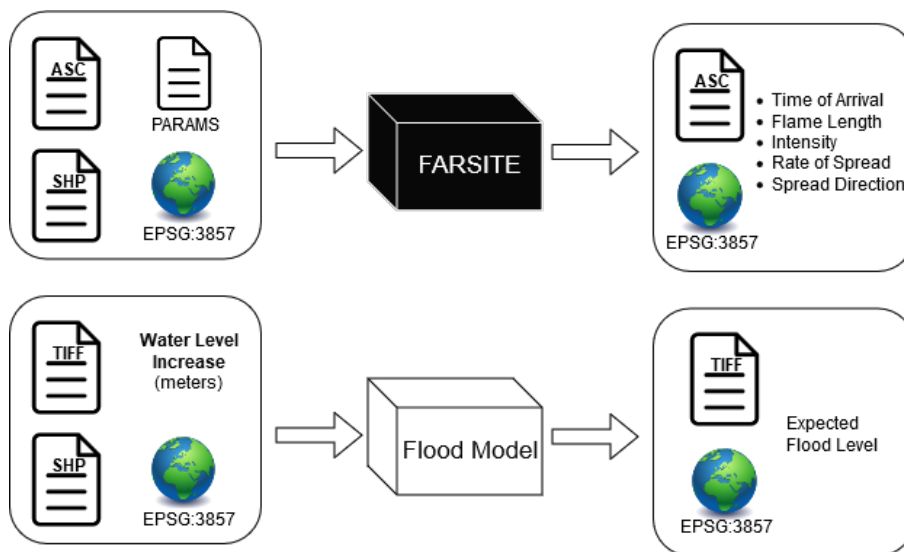 ASC
PARAMS
SHP
EPSG:3857
FARSITE
ASC
• Time of Arrival
• Flame Length
• Intensity
• Rate of Spread
• Spread Direction
EPSG:3857
TIFF
Water Level
Increase
(meters)
SHP
EPSG:3857
Flood Model
TIFF
Expected
Flood Level
EPSG:3857